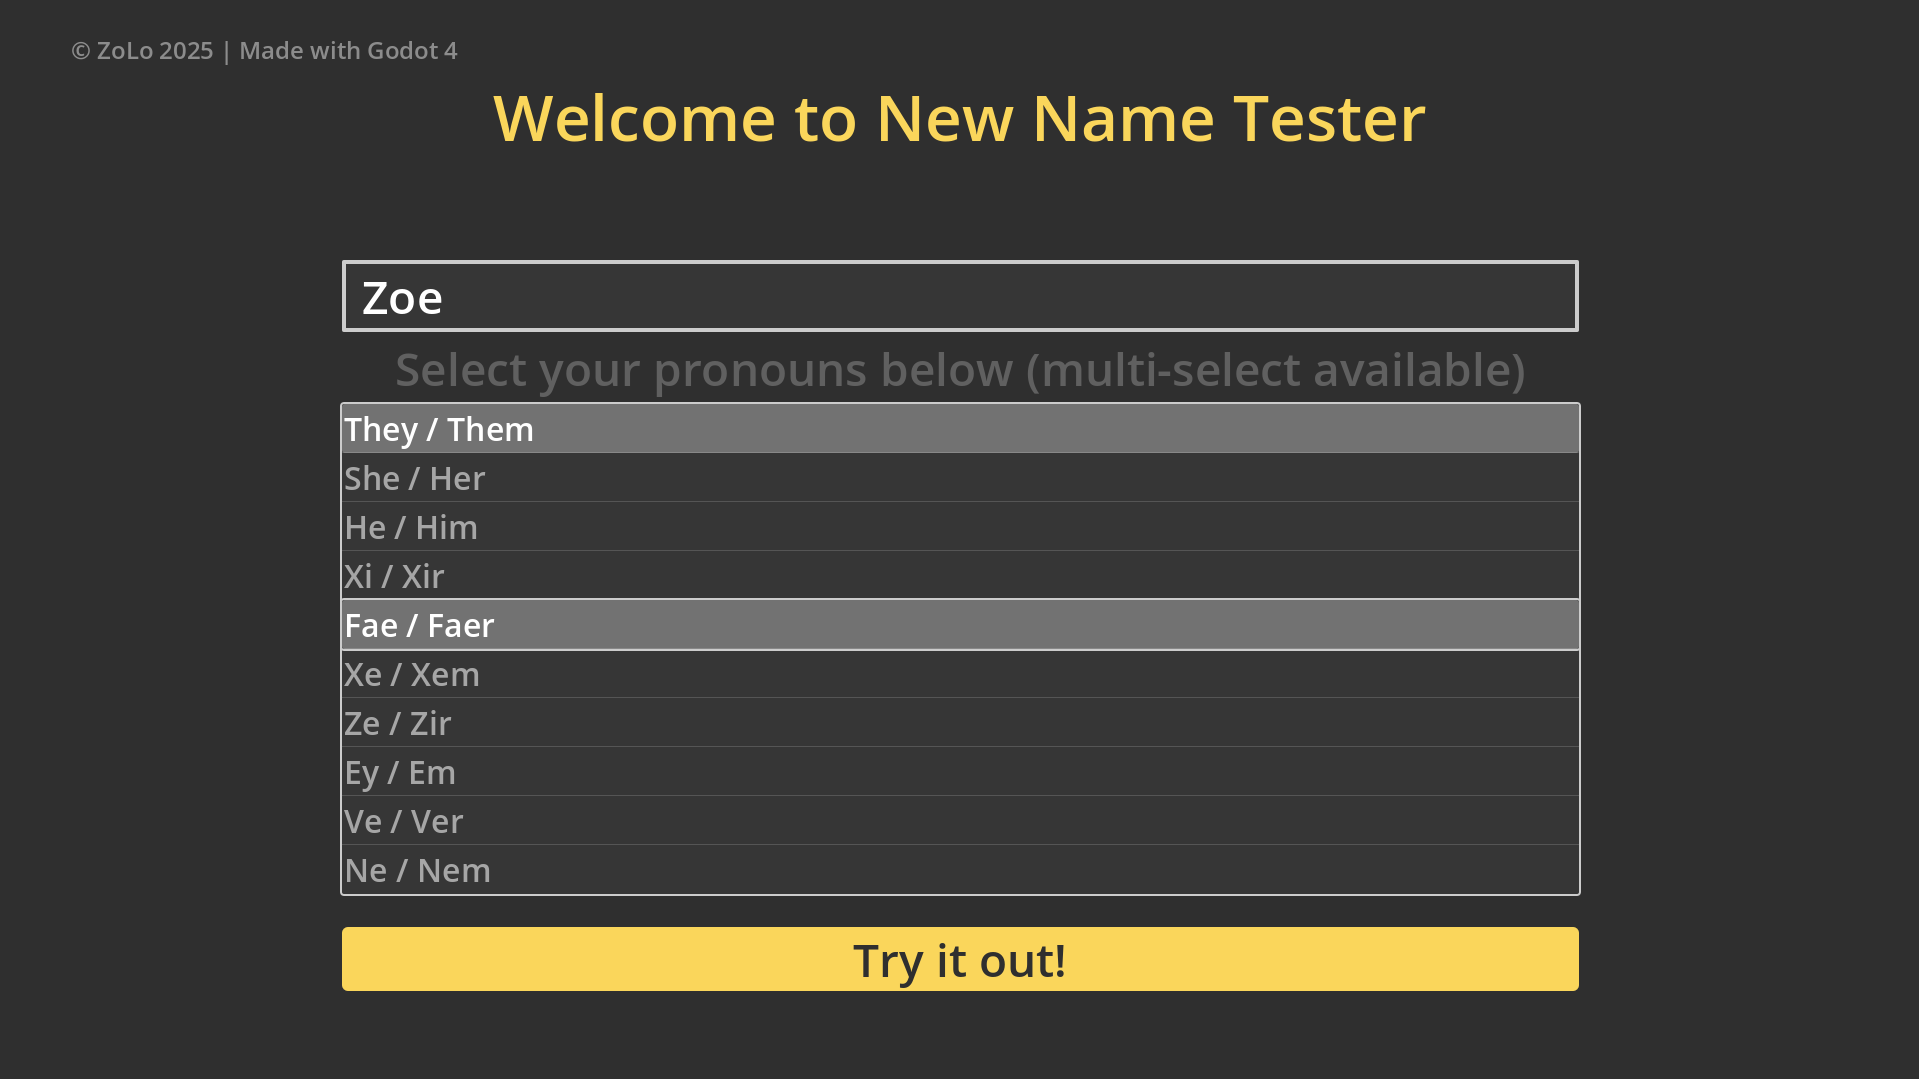 © ZoLo 2025 | Made with Godot 4
Welcome to New Name Tester
Zoe
Select your pronouns below (multi-select available)
They / Them
She / Her
He / Him
Xi / Xir
Fae / Faer
Xe / Xem
Ze / Zir
Ey / Em
Ve / Ver
Ne / Nem
Try it out!